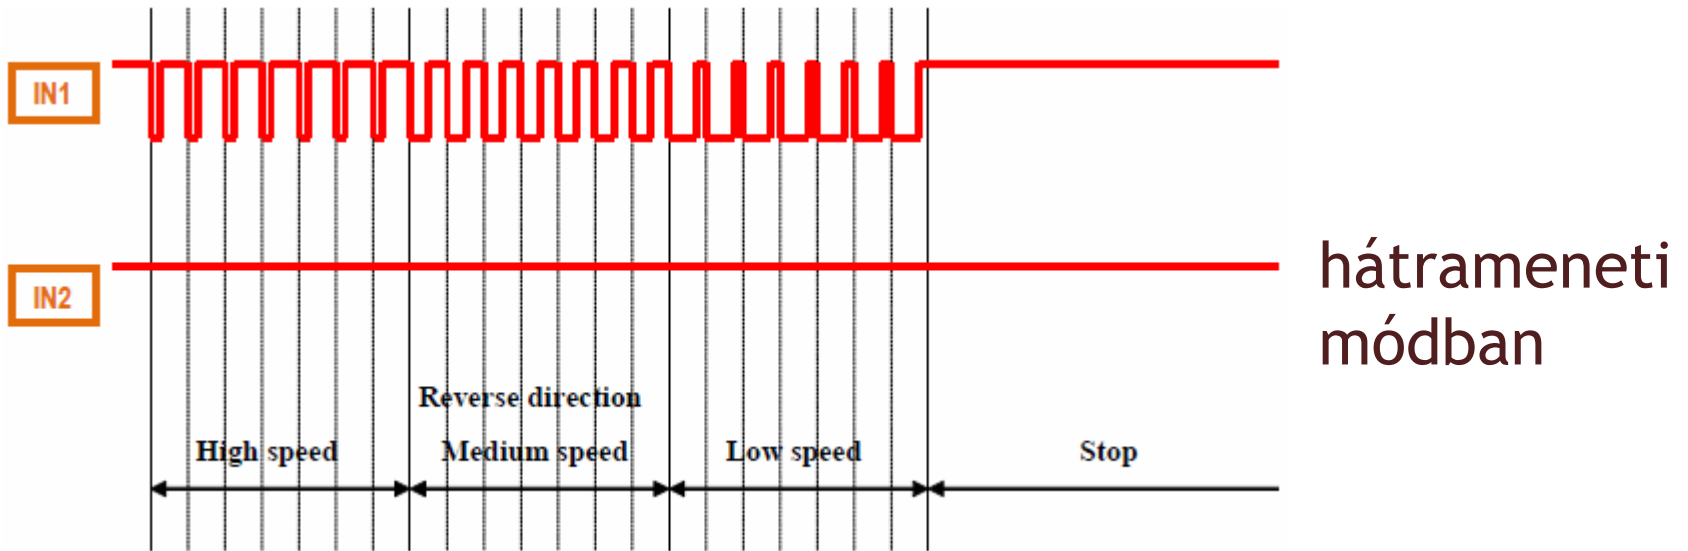 IN1
IN2
hátrameneti
módban
Reverse direction
High speed
Medium speed
Low speed
Stop